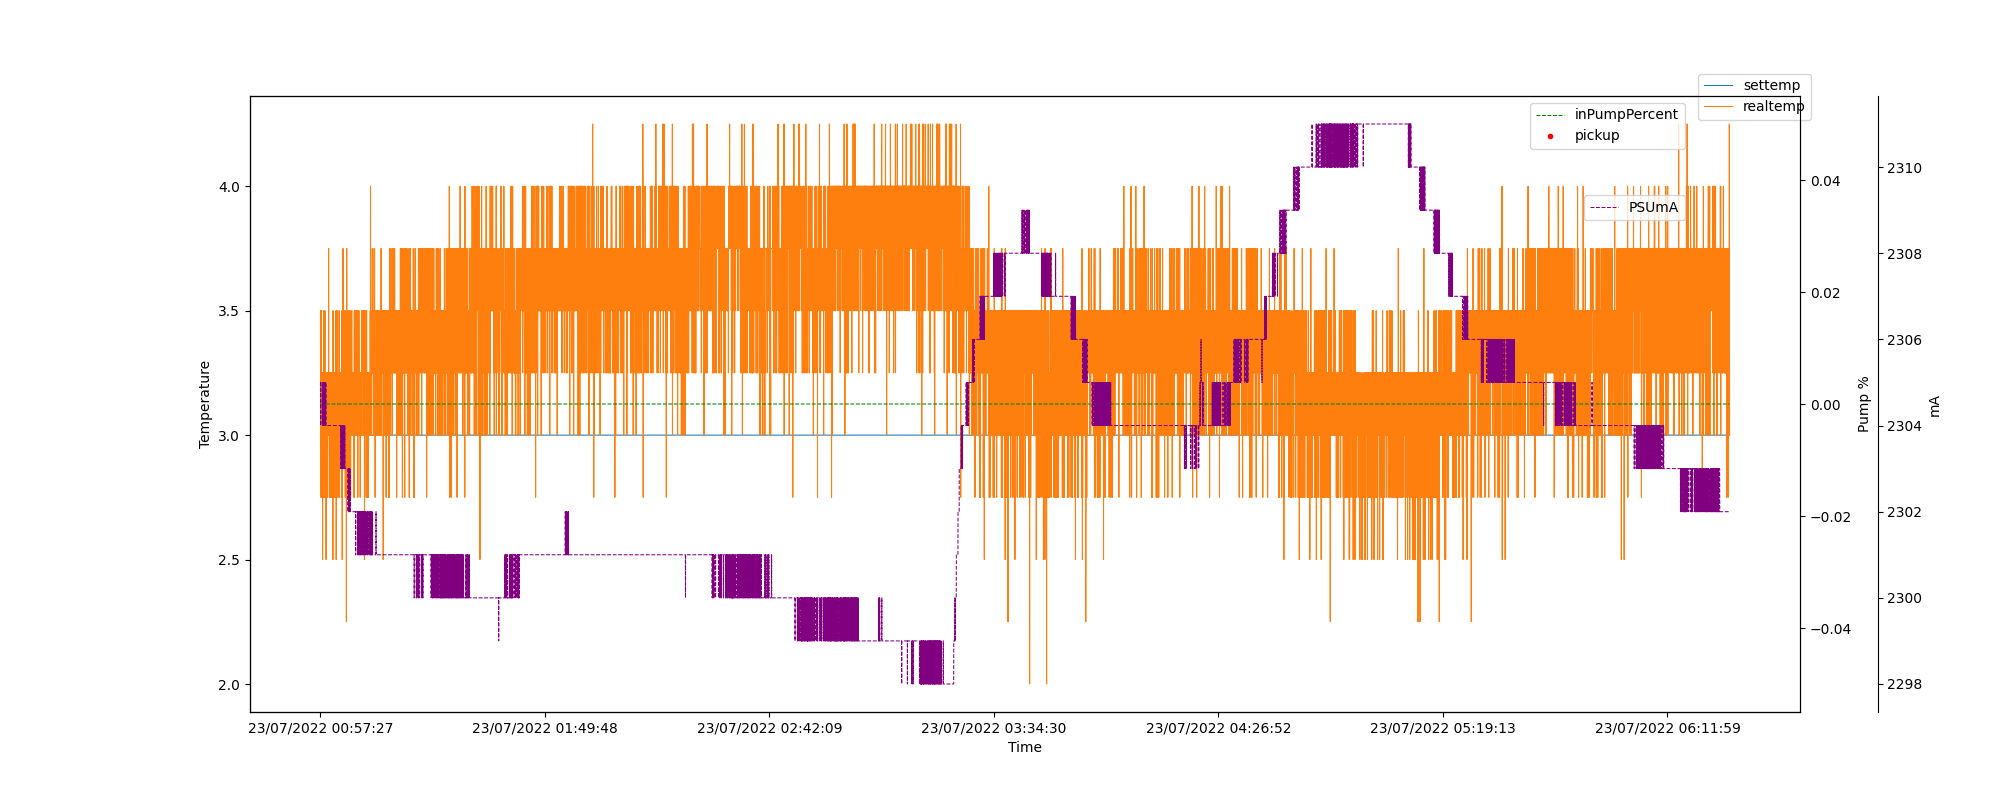 settemp
realtemp
inPumpPercent
pickup
PSUmA
4.0
3.5
3.0
2.5
2.0
Temperature
0.04
0.02
0.00
−0.02
−0.04
Pump %
2310
2308
2306
2304
2302
2300
2298
mA
23/07/2022 00:57:27
23/07/2022 01:49:48
23/07/2022 02:42:09
23/07/2022 03:34:30
23/07/2022 04:26:52
23/07/2022 05:19:13
23/07/2022 06:11:59
Time